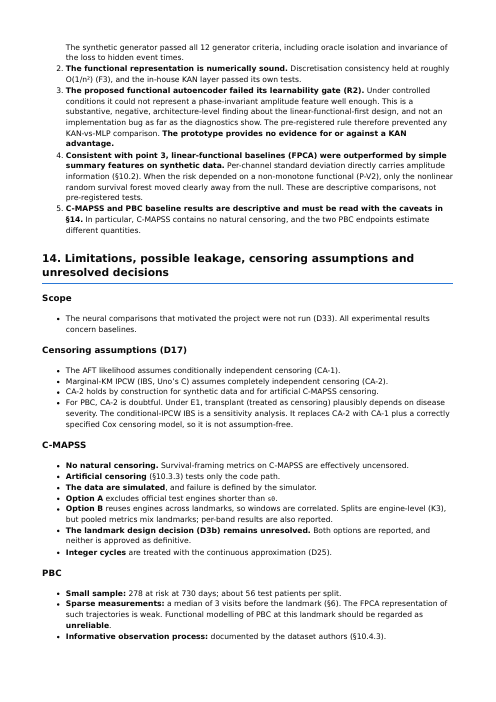 The synthetic generator passed all 12 generator criteria, including oracle isolation and invariance of
the loss to hidden event times.
2. The functional representation is numerically sound. Discretisation consistency held at roughly
O(1/n²) (F3), and the in-house KAN layer passed its own tests.
3. The proposed functional autoencoder failed its learnability gate (R2). Under controlled
conditions it could not represent a phase-invariant amplitude feature well enough. This is a
substantive, negative, architecture-level finding about the linear-functional-first design, and not an
implementation bug as far as the diagnostics show. The pre-registered rule therefore prevented any
KAN-vs-MLP comparison. The prototype provides no evidence for or against a KAN
advantage.
4. Consistent with point 3, linear-functional baselines (FPCA) were outperformed by simple
summary features on synthetic data. Per-channel standard deviation directly carries amplitude
information (§10.2). When the risk depended on a non-monotone functional (P-V2), only the nonlinear
random survival forest moved clearly away from the null. These are descriptive comparisons, not
pre-registered tests.
5. C-MAPSS and PBC baseline results are descriptive and must be read with the caveats in
§14. In particular, C-MAPSS contains no natural censoring, and the two PBC endpoints estimate
different quantities.
14. Limitations, possible leakage, censoring assumptions and
unresolved decisions
Scope
• The neural comparisons that motivated the project were not run (D33). All experimental results
concern baselines.
Censoring assumptions (D17)
• The AFT likelihood assumes conditionally independent censoring (CA-1).
• Marginal-KM IPCW (IBS, Uno's C) assumes completely independent censoring (CA-2).
• CA-2 holds by construction for synthetic data and for artificial C-MAPSS censoring.
• For PBC, CA-2 is doubtful. Under E1, transplant (treated as censoring) plausibly depends on disease
severity. The conditional-IPCW IBS is a sensitivity analysis. It replaces CA-2 with CA-1 plus a correctly
specified Cox censoring model, so it is not assumption-free.
C-MAPSS
• No natural censoring. Survival-framing metrics on C-MAPSS are effectively uncensored.
• Artificial censoring (§10.3.3) tests only the code path.
• The data are simulated, and failure is defined by the simulator.
• Option A excludes official test engines shorter than s0.
• Option B reuses engines across landmarks, so windows are correlated. Splits are engine-level (K3),
but pooled metrics mix landmarks; per-band results are also reported.
• The landmark design decision (D3b) remains unresolved. Both options are reported, and
neither is approved as definitive.
• Integer cycles are treated with the continuous approximation (D25).
PBC
• Small sample: 278 at risk at 730 days; about 56 test patients per split.
• Sparse measurements: a median of 3 visits before the landmark (§6). The FPCA representation of
such trajectories is weak. Functional modelling of PBC at this landmark should be regarded as
unreliable.
• Informative observation process: documented by the dataset authors (§10.4.3).